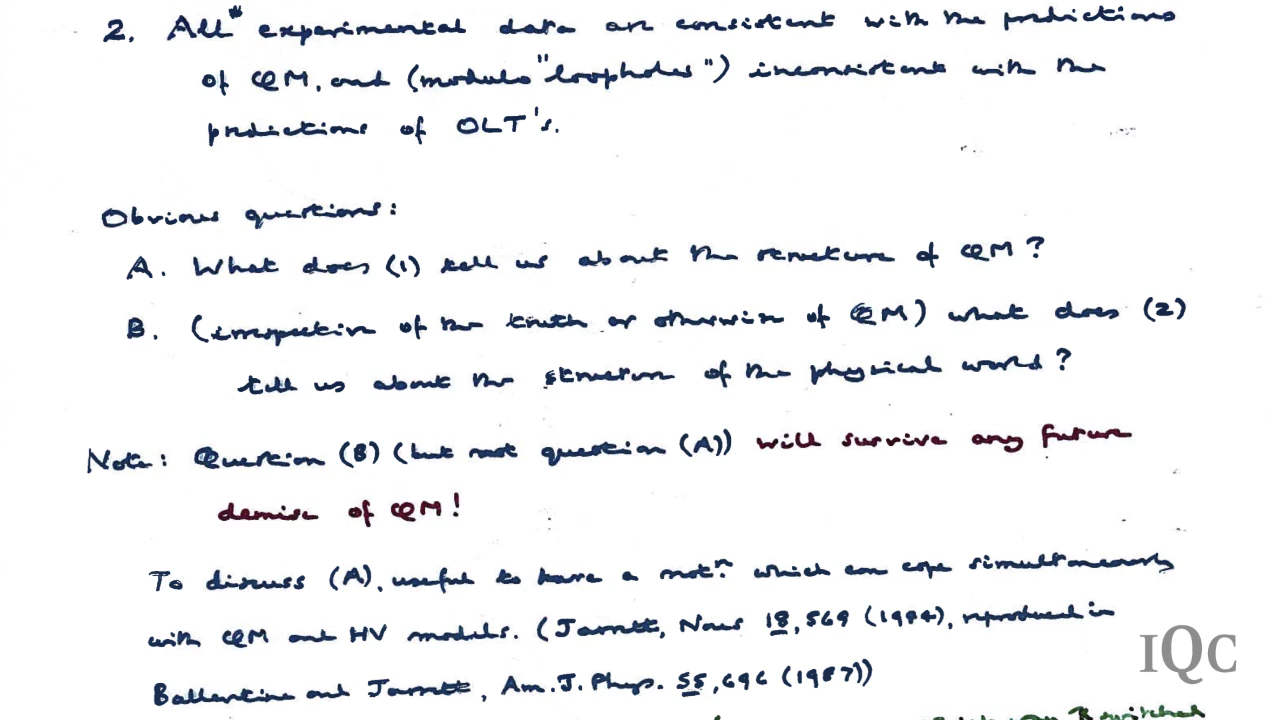 2. All* experimental data are consistent with the predictions
of QM, and (modulo "loopholes") inconsistent with the
predictions of OLT's.
Obvious questions:
A. What does (1) tell us about the structure of QM?
B. (irrespective of the truth or otherwise of QM) what does (2)
tell us about the structure of the physical world?
Note: Question (B) (but not question (A)) will survive any future
demise of QM!
To discuss (A), useful to have a notn. which can cope simultaneously
with QM and HV models. (Jarrett, Nous 18, 569 (1984), reproduced in
IQC
Ballentine and Jarrett, Am. J. Phys. 55, 696 (1987))
switched